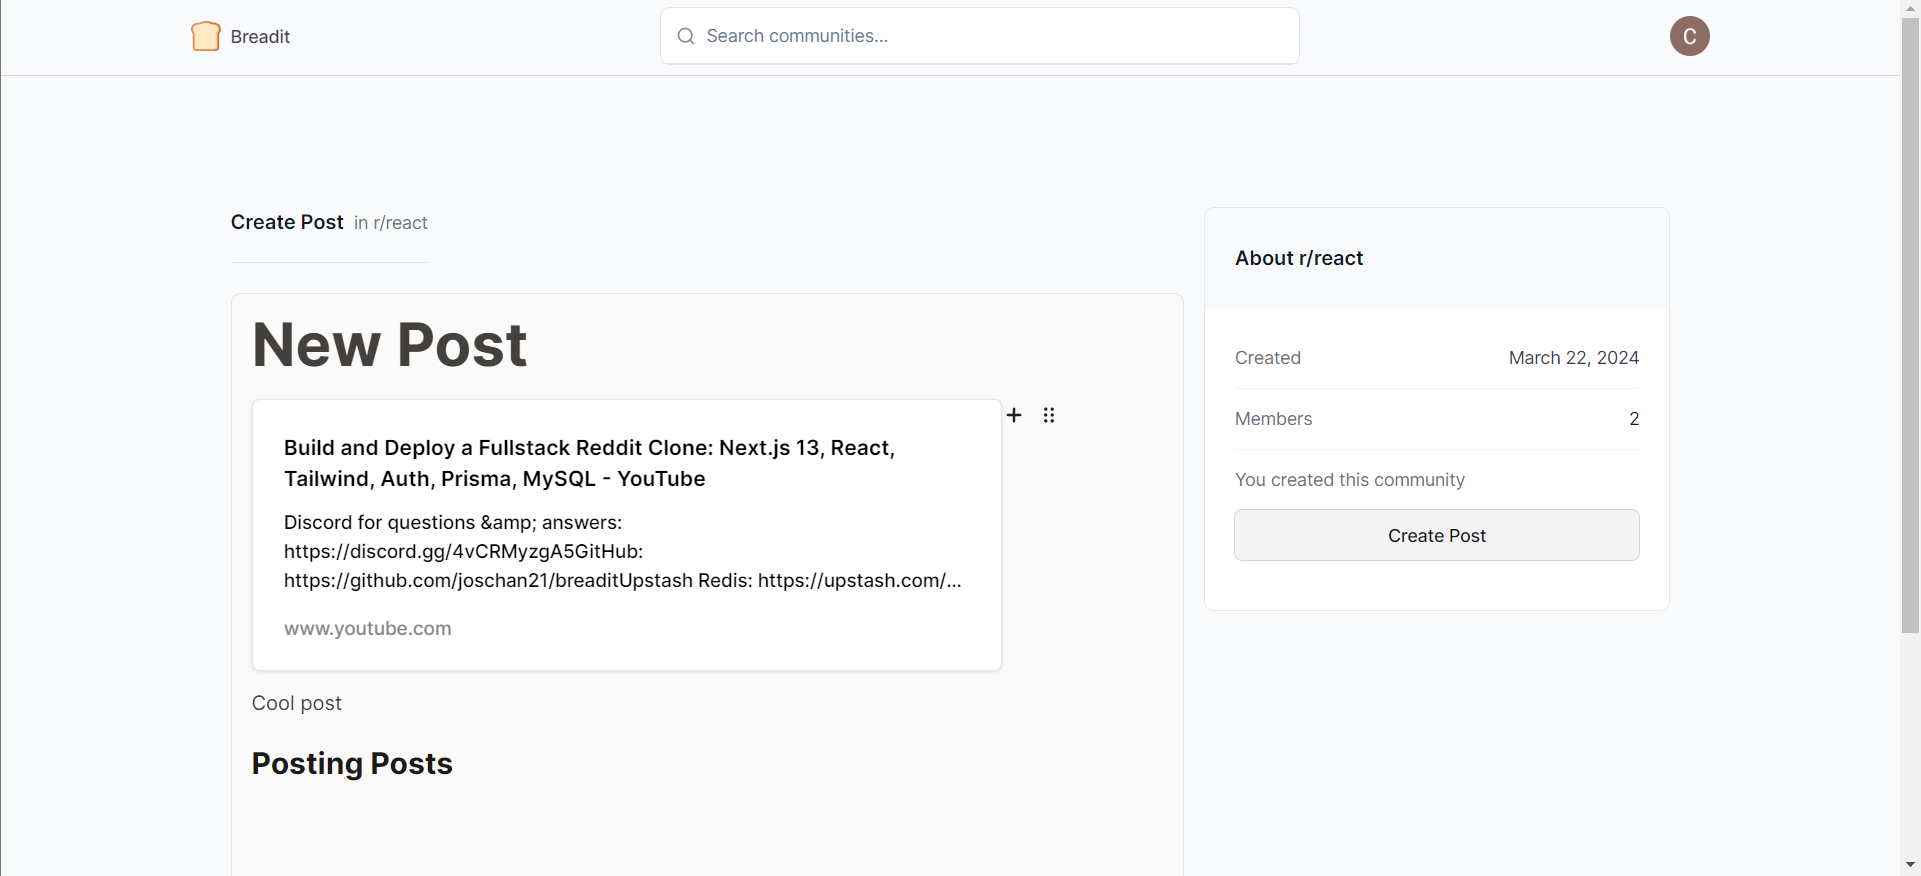 Breadit
Search communities...
C
Create Post in r/react
New Post
Build and Deploy a Fullstack Reddit Clone: Next.js 13, React,
Tailwind, Auth, Prisma, MySQL - YouTube
Discord for questions &amp; answers:
https://discord.gg/4vCRMyzgA5GitHub:
https://github.com/joschan21/breaditUpstash Redis: https://upstash.com/...
www.youtube.com
Cool post
Posting Posts
About r/react
Created March 22, 2024
Members 2
You created this community
Create Post